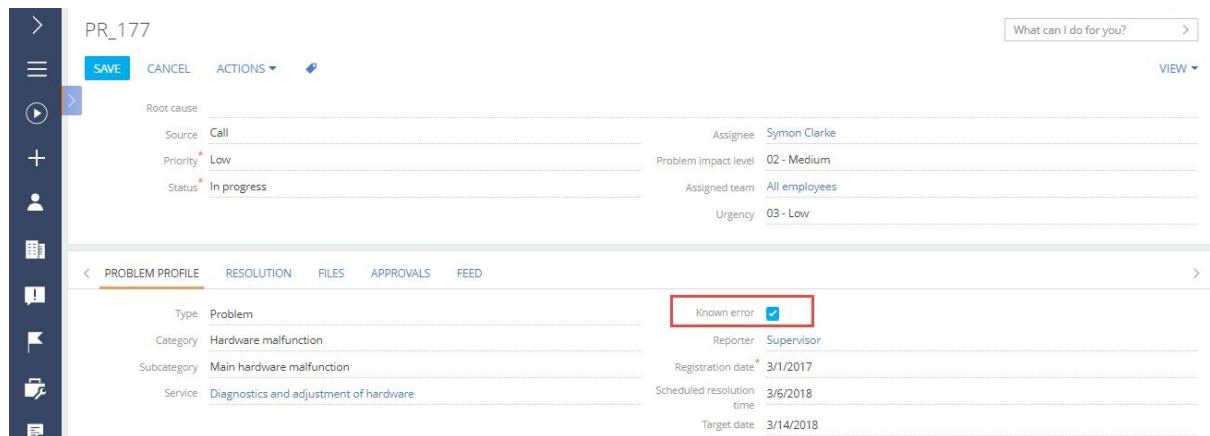 PR_177
What can I do for you?
SAVE CANCEL ACTIONS VIEW
Root cause
Source Call Assignee Symon Clarke
Priority* Low Problem impact level 02 - Medium
Status* In progress Assigned team All employees
Urgency 03 - Low
PROBLEM PROFILE RESOLUTION FILES APPROVALS FEED
Type Problem Known error
Category Hardware malfunction Reporter Supervisor
Subcategory Main hardware malfunction Registration date* 3/1/2017
Service Diagnostics and adjustment of hardware Scheduled resolution time 3/6/2018
Target date 3/14/2018